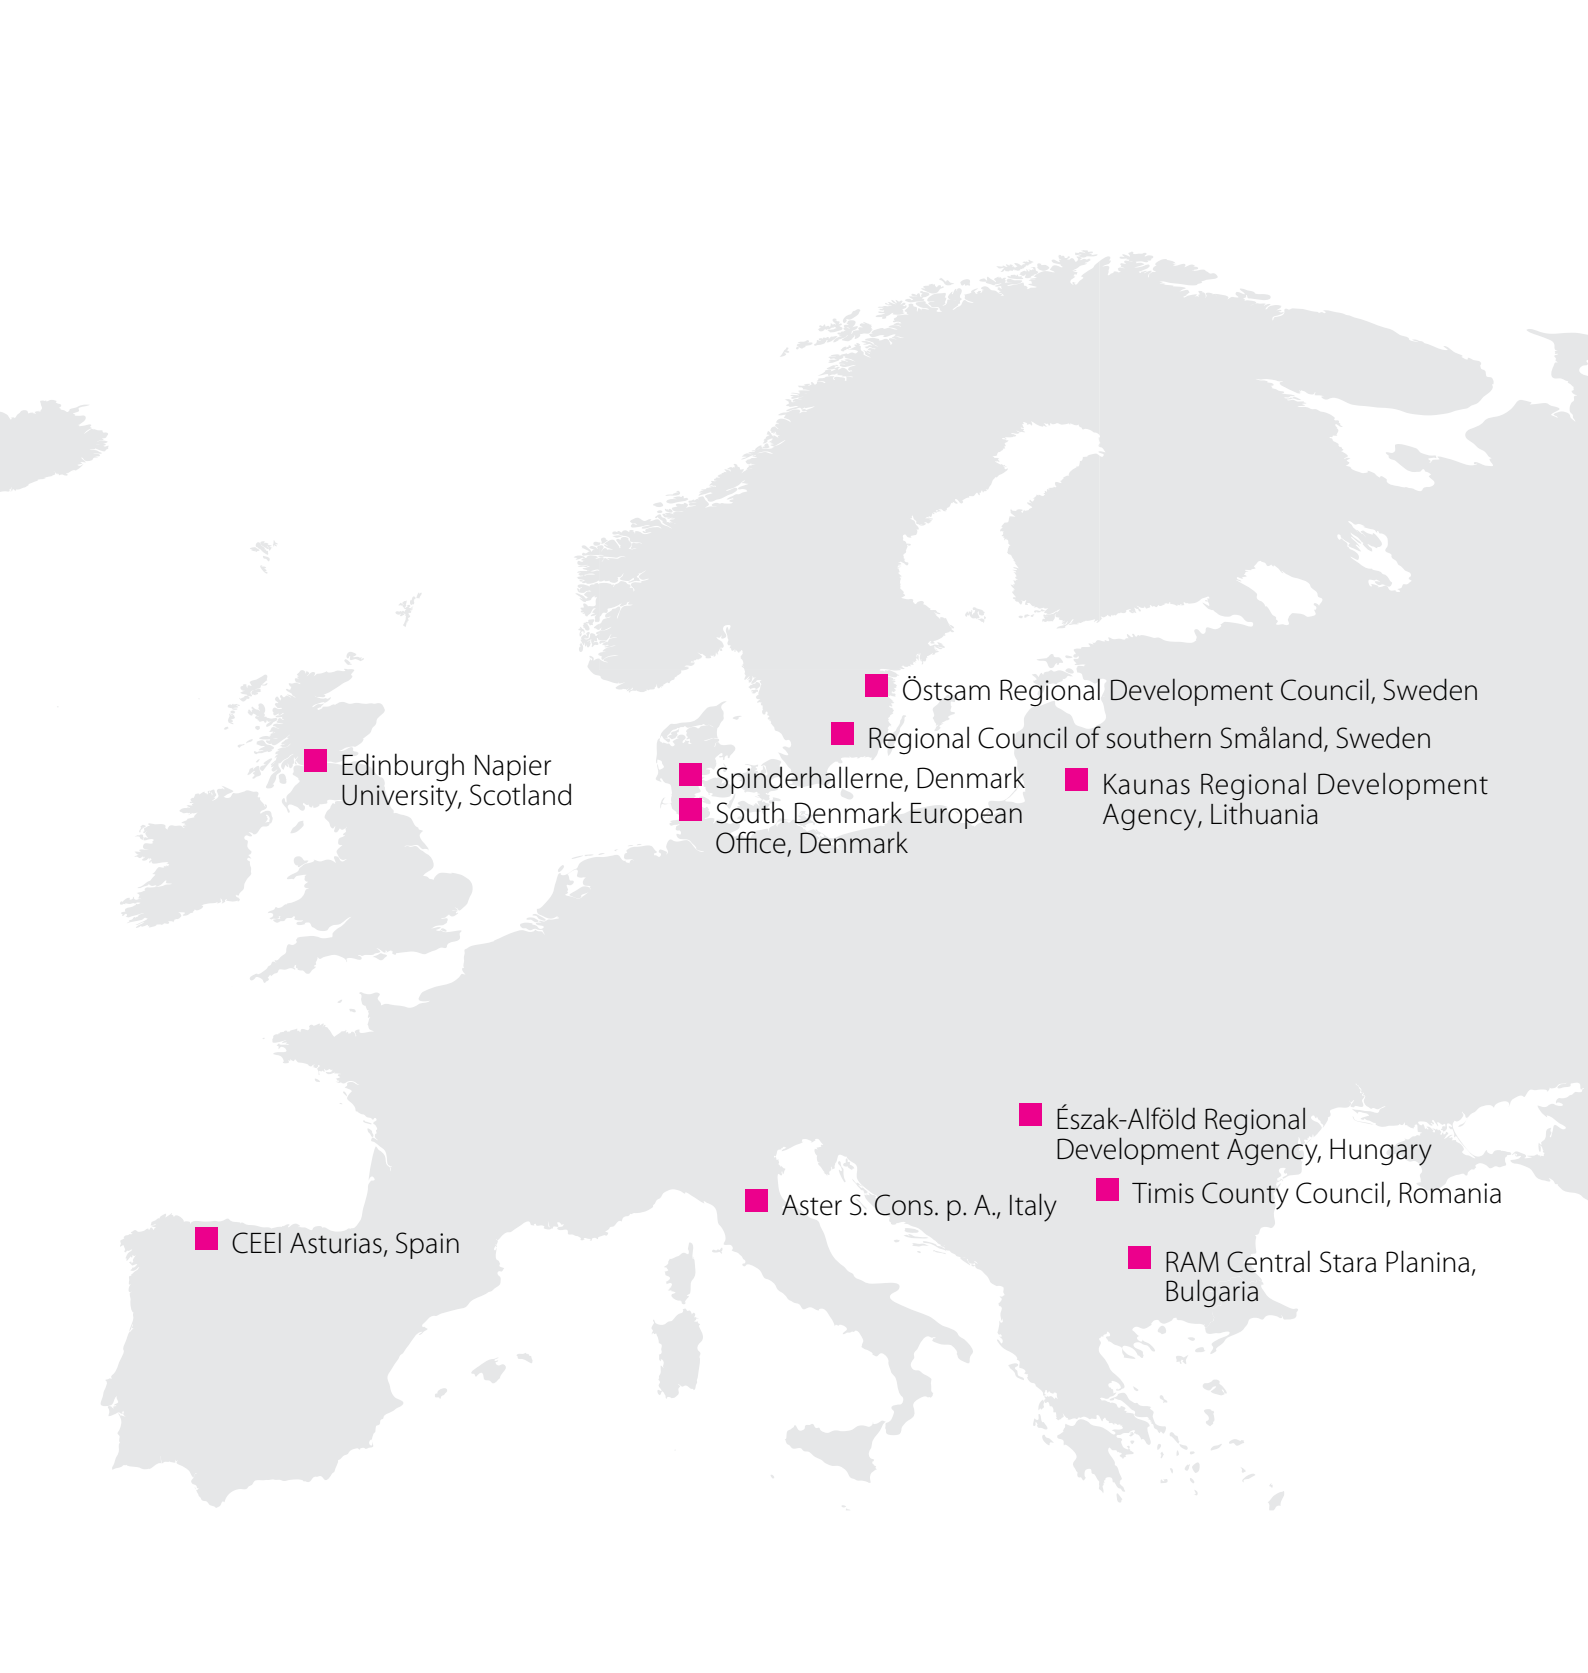 Östsam Regional Development Council, Sweden
Regional Council of southern Småland, Sweden
Edinburgh Napier
University, Scotland
Spinderhallerne, Denmark
South Denmark European
Office, Denmark
Kaunas Regional Development
Agency, Lithuania
Észak-Alföld Regional
Development Agency, Hungary
Timis County Council, Romania
Aster S. Cons. p. A., Italy
CEEI Asturias, Spain
RAM Central Stara Planina,
Bulgaria